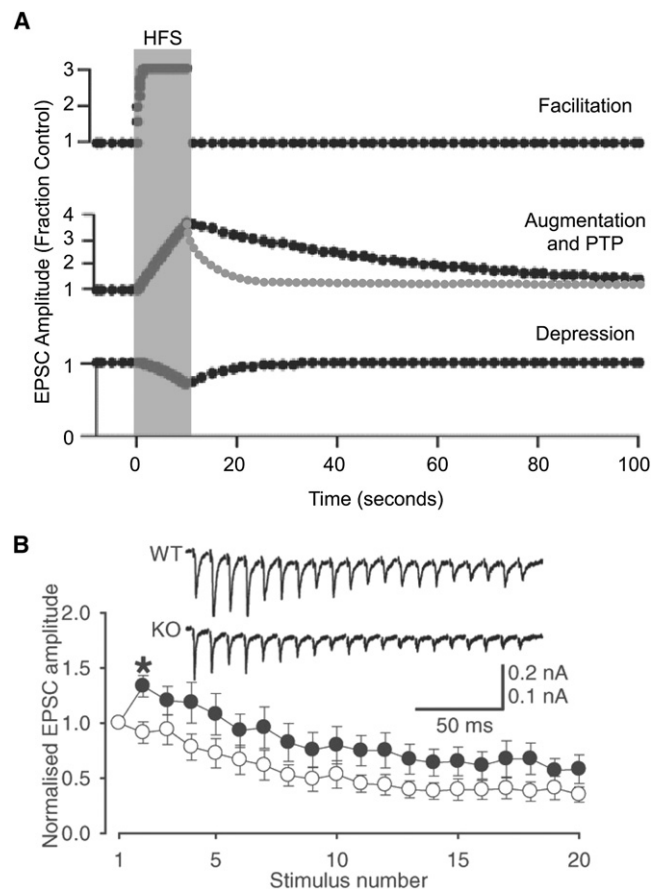 A
HFS
EPSC Amplitude (Fraction Control)
3
2
1
Facilitation
4
3
2
1
Augmentation
and PTP
1
0
Depression
0 20 40 60 80 100
Time (seconds)
B
WT
KO
Normalised EPSC amplitude
2.0
1.5
1.0
0.5
0.0
*
0.2 nA
0.1 nA
50 ms
1 5 10 15 20
Stimulus number